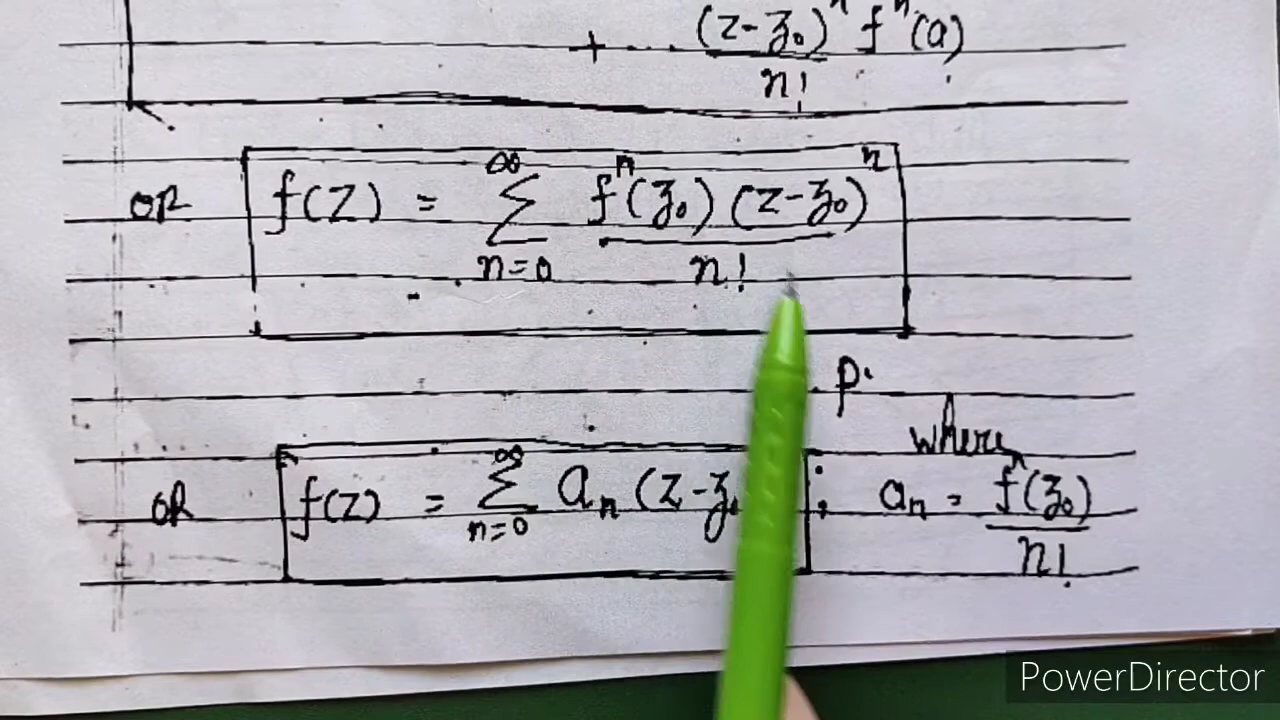 + ... (z-z₀)ⁿ fⁿ(a)
n!
OR f(z) = ∞ Σ n=0 fⁿ(z₀) (z-z₀)ⁿ
n!
p.
where
OR f(z) = ∞ Σ n=0 aₙ (z-z₀ ; aₙ = fⁿ(z₀)
n!
PowerDirector